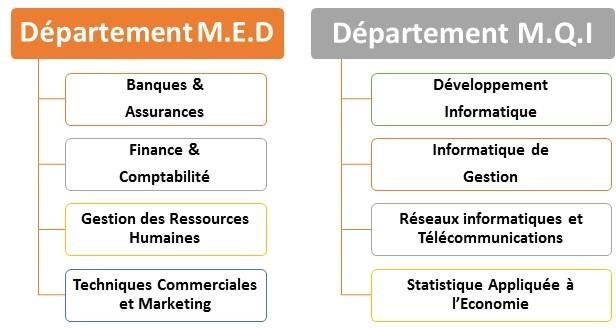 Département M.E.D
Banques &
Assurances
Finance &
Comptabilité
Gestion des Ressources
Humaines
Techniques Commerciales
et Marketing
Département M.Q.I
Développement
Informatique
Informatique de
Gestion
Réseaux informatiques et
Télécommunications
Statistique Appliquée à
l’Economie